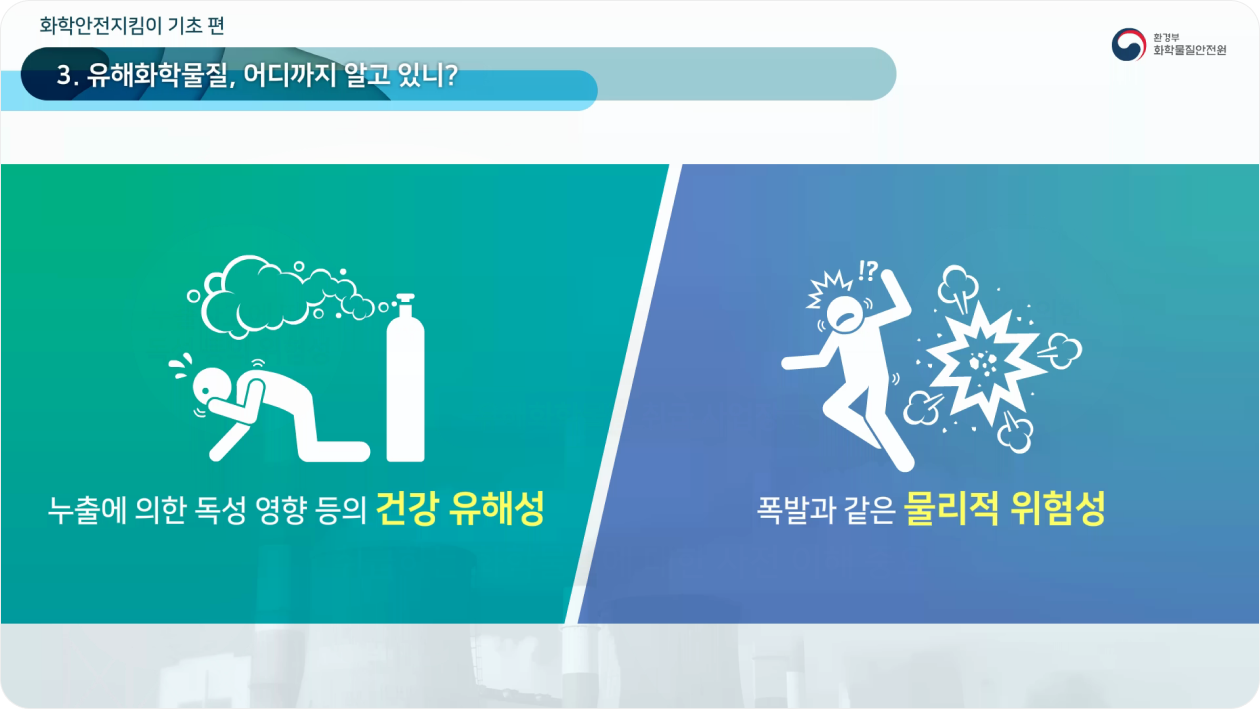 화학안전지킴이 기초 편
3. 유해화학물질, 어디까지 알고 있니?
환경부
화학물질안전원
!?
누출에 의한 독성 영향 등의 건강 유해성
폭발과 같은 물리적 위험성